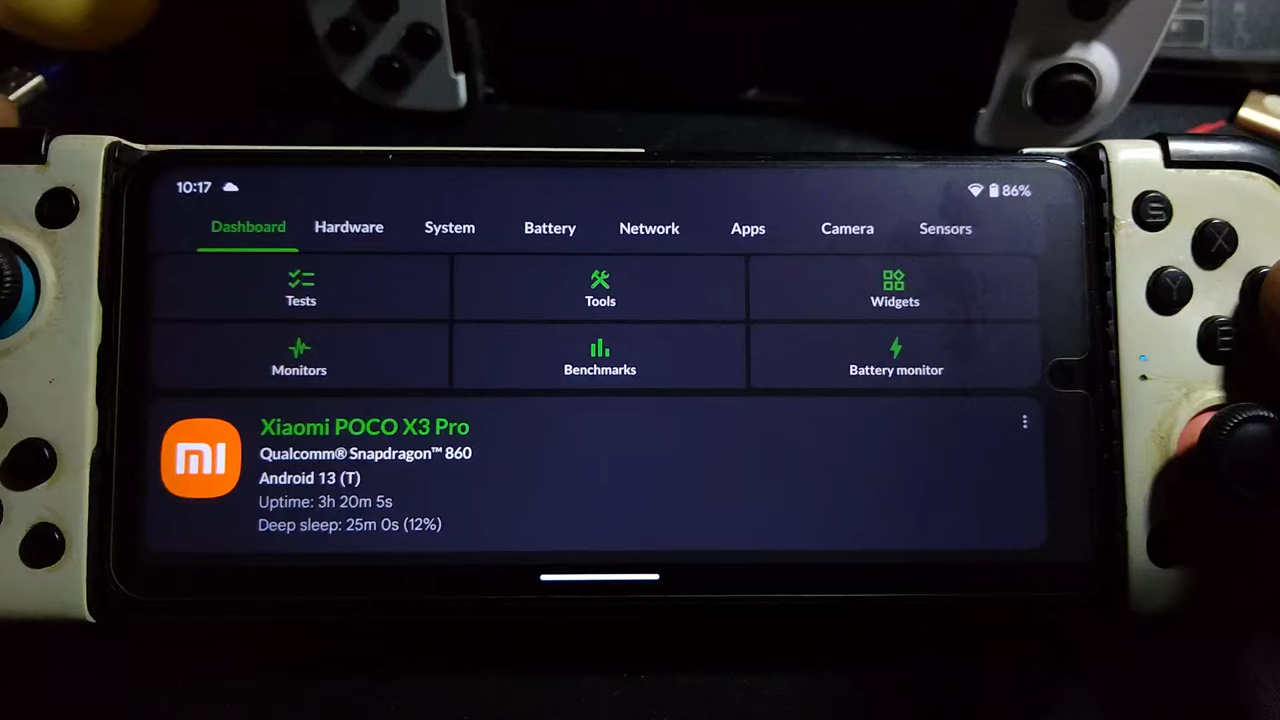 10:17 86%
Dashboard Hardware System Battery Network Apps Camera Sensors
Tests Tools Widgets
Monitors Benchmarks Battery monitor
mi
Xiaomi POCO X3 Pro
Qualcomm® Snapdragon™ 860
Android 13 (T)
Uptime: 3h 20m 5s
Deep sleep: 25m 0s (12%)
S
X
Y